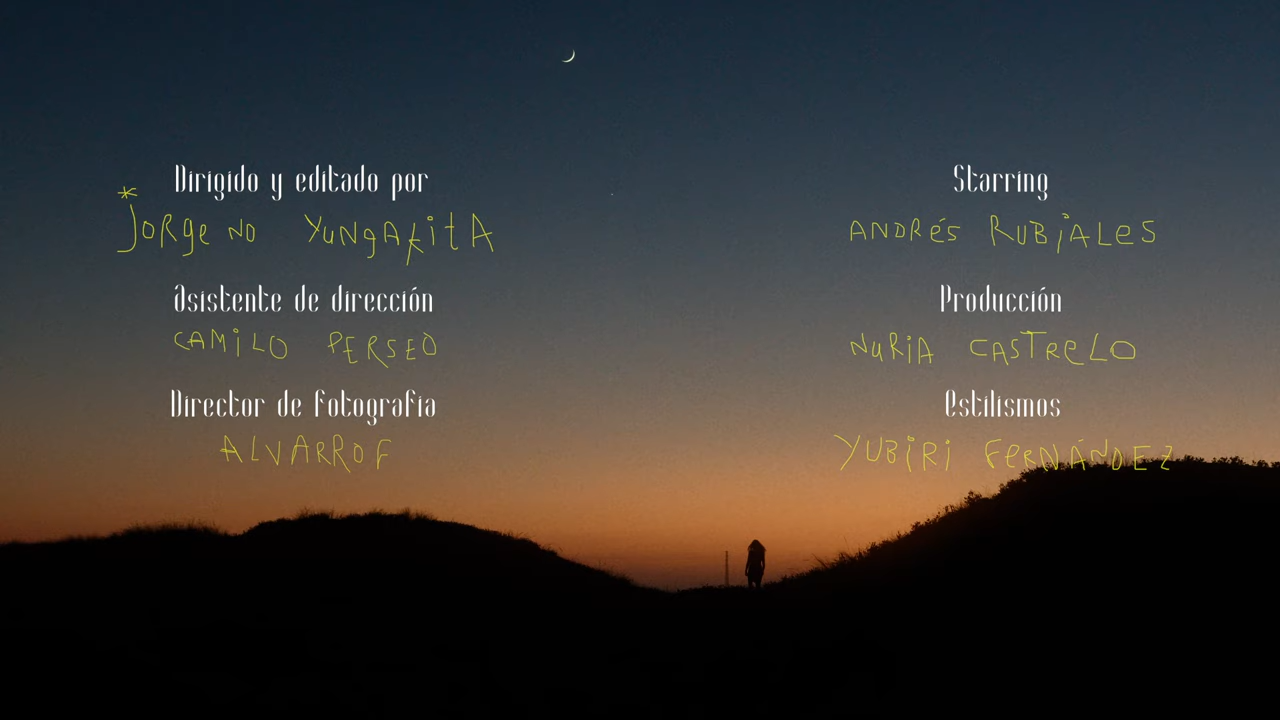 Dirigido y editado por
*JORgE NO YUNgAkitA
Asistente de dirección
CAMiLO PERSEO
Director de fotografía
ALVARROF
Starring
ANDRéS RUBiALeS
Producción
NuRiA CASTReLO
Estilismos
YUBiRi FeRNÁNDEZ